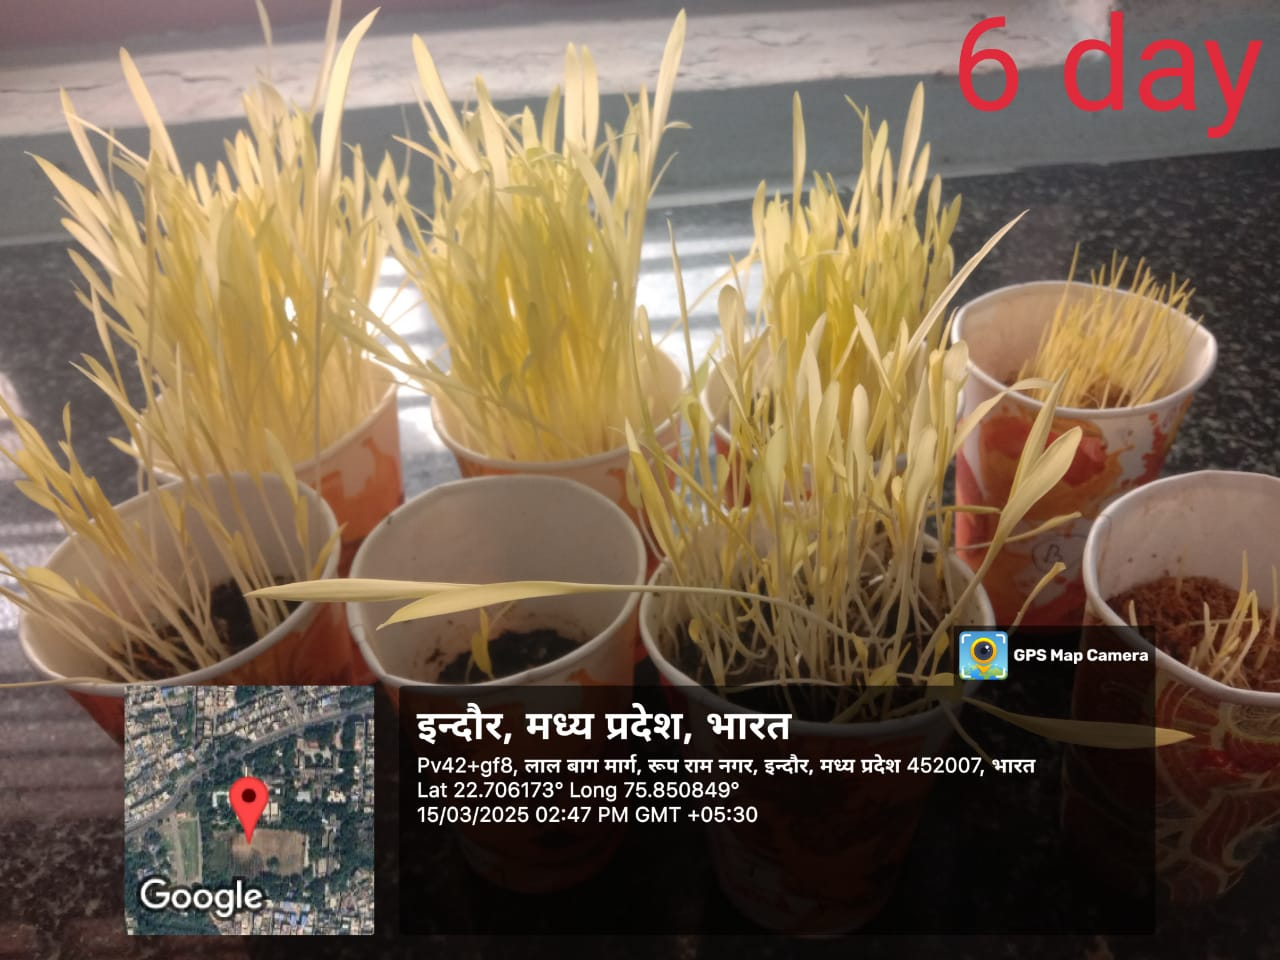 6 day
GPS Map Camera
इन्दौर, मध्य प्रदेश, भारत
Pv42+gf8, लाल बाग मार्ग, रूप राम नगर, इन्दौर, मध्य प्रदेश 452007, भारत
Lat 22.706173° Long 75.850849°
15/03/2025 02:47 PM GMT +05:30
Google